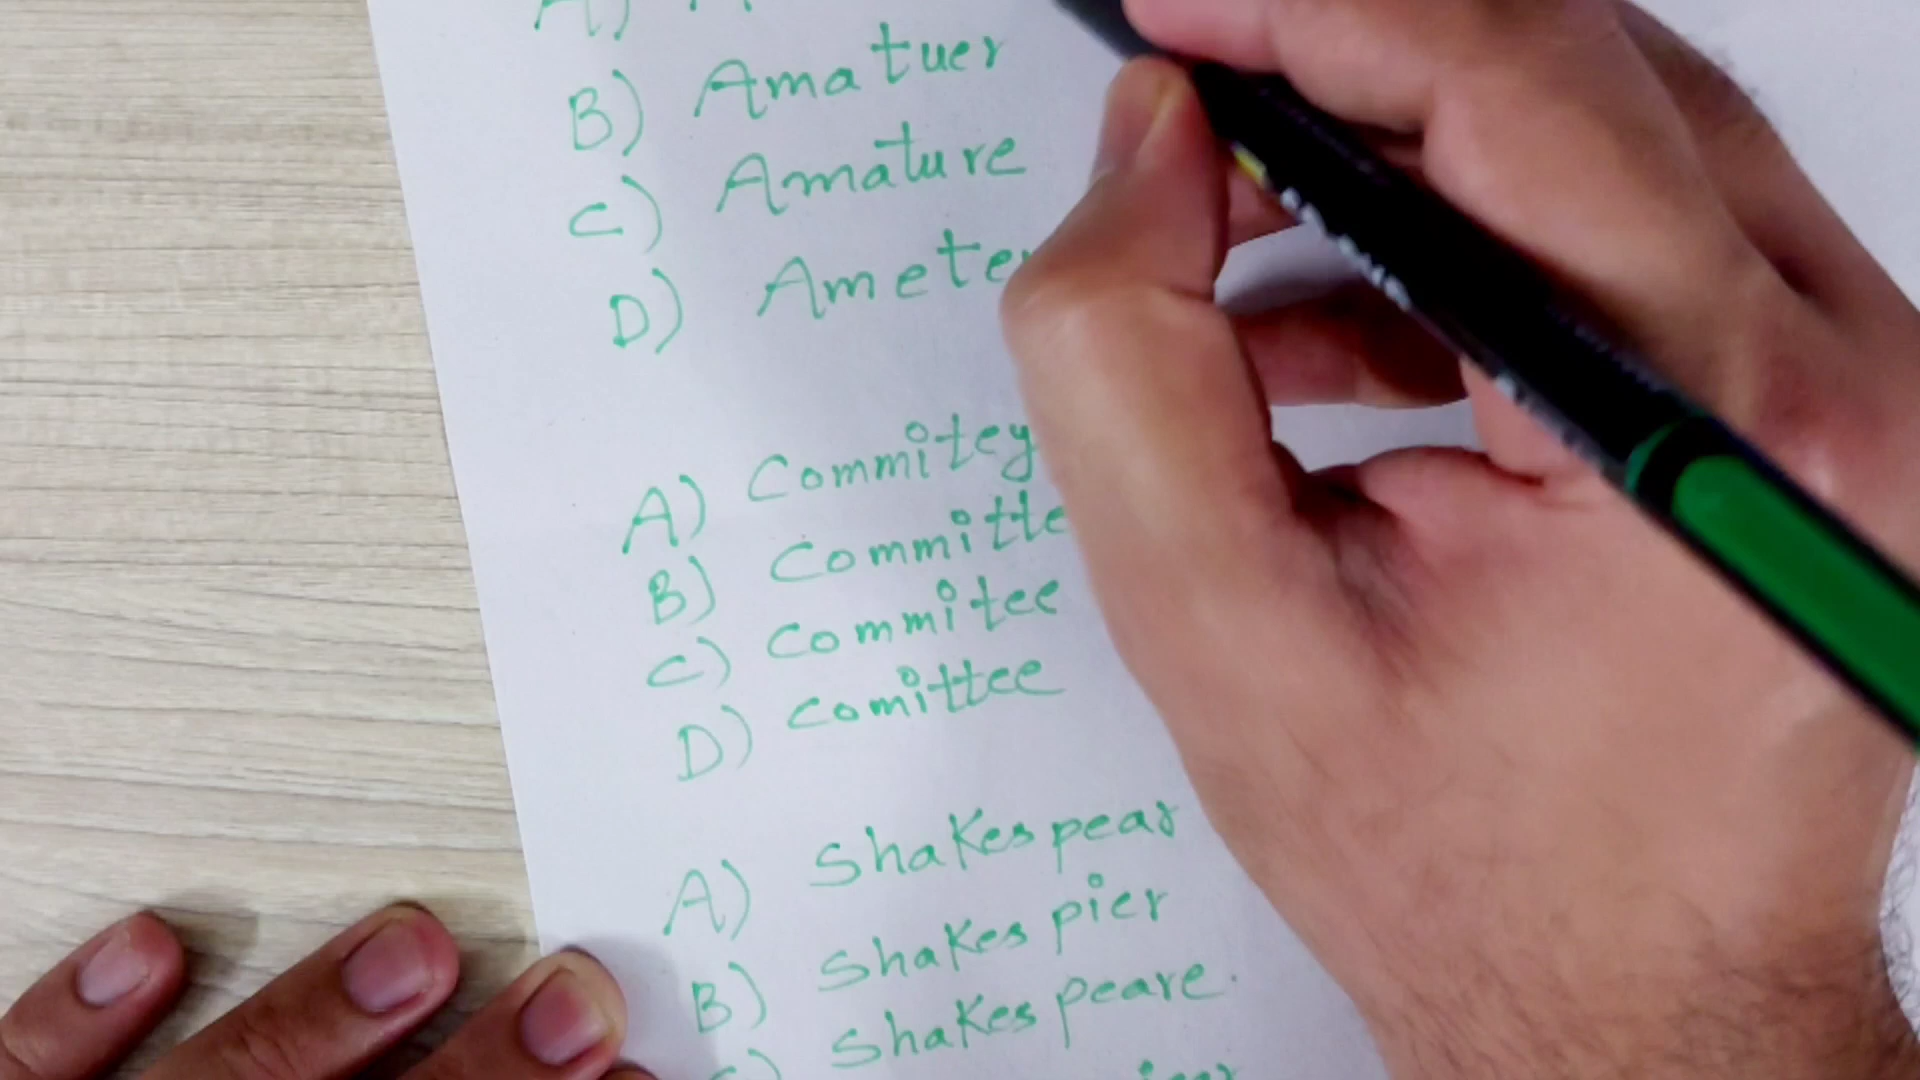 A)
B) Amatuer
C) Amature
D) Ameter
A) Commitey
B) Committe
C) Commitee
D) Comittee
A) Shakespear
B) Shakespier
C) Shakespeare.